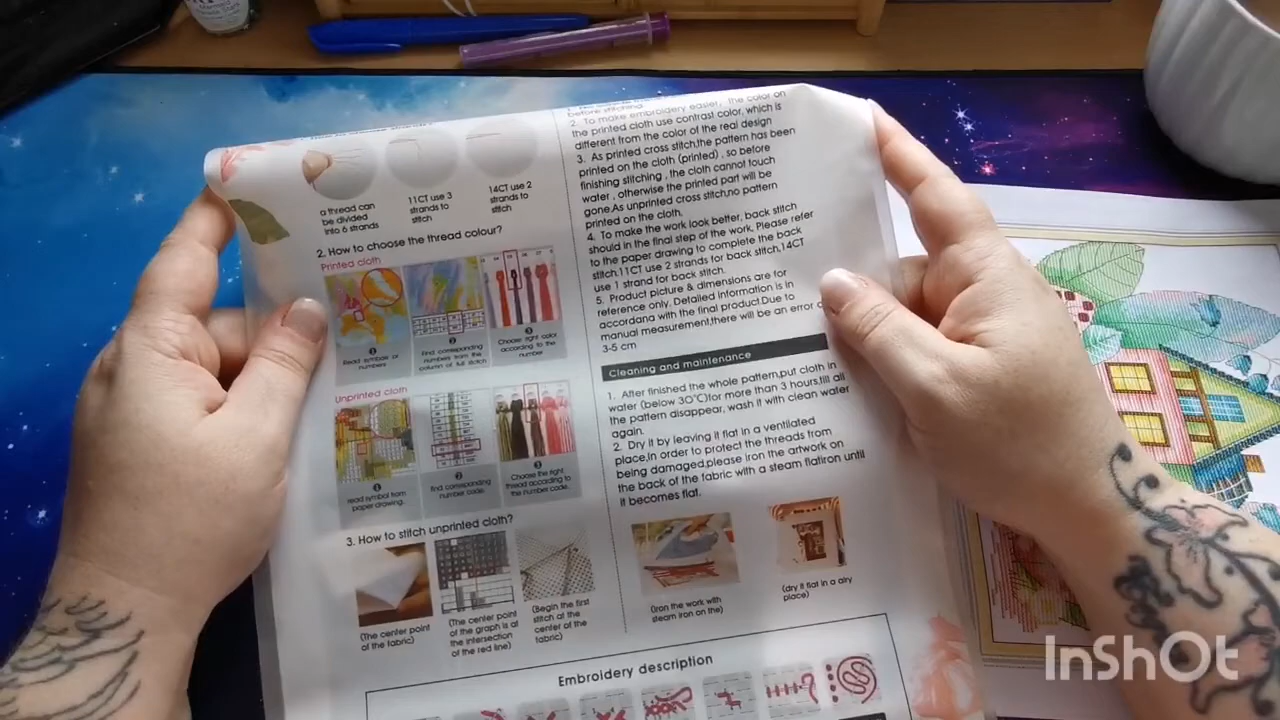 a thread can
be divided
into 6 strands
11CT use 3
strands to
stitch
14CT use 2
strands to
stitch
2. How to choose the thread colour?
Printed cloth
Read symbols or
numbers
Find corresponding
numbers from the
column of full stitch
Choose right color
according to the
number
Unprinted cloth
read symbol from
paper drawing.
Find corresponding
number code.
Choose the right
thread according to
the number code.
3. How to stitch unprinted cloth?
(The center point
of the fabric)
(The center point
of the graph is at
the intersection
of the red line)
(Begin the first
stitch at the
center of the
fabric)
before stitching.
2. To make embroidery easier, the color on
the printed cloth use contrast color, which is
different from the color of the real design
3. As printed cross stitch,the pattern has been
printed on the cloth (printed) , so before
finishing stitching , the cloth cannot touch
water , otherwise the printed part will be
gone.As unprinted cross stitch,no pattern
printed on the cloth.
4. To make the work look better, back stitch
should in the final step of the work. Please refer
to the paper drawing to complete the back
stitch.11CT use 2 strands for back stitch,14CT
use 1 strand for back stitch.
5. Product picture & dimensions are for
reference only. Detailed information is in
accordana with the final product.Due to
manual measurement,there will be an error
3-5 cm
Cleaning and maintenance
1. After finished the whole pattern,put cloth in
water (below 30°C)for more than 3 hours,till all
the pattern disappear, wash it with clean water
again.
2. Dry it by leaving it flat in a ventilated
place,in order to protect the threads from
being damaged,please iron the artwork on
the back of the fabric with a steam flatiron until
it becomes flat.
(Iron the work with
steam iron on the)
(dry it flat in a airy
place)
Embroidery description
InShOt